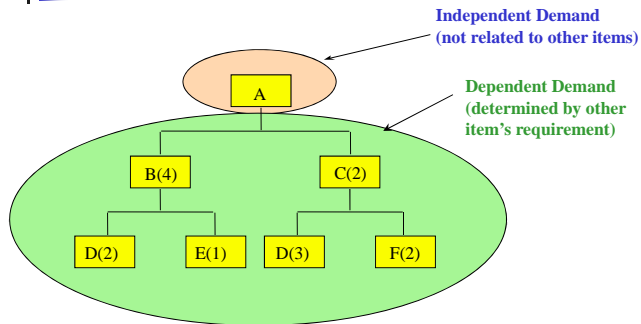 Independent Demand
(not related to other items)
A
Dependent Demand
(determined by other
item's requirement)
B(4)
C(2)
D(2)
E(1)
D(3)
F(2)